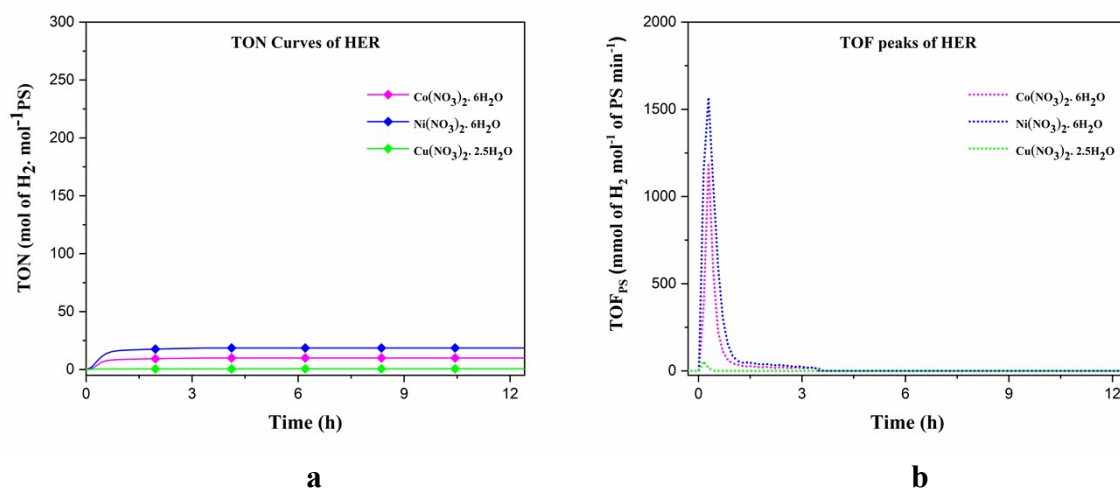 TON Curves of HER
Co(NO3)2. 6H2O
Ni(NO3)2. 6H2O
Cu(NO3)2. 2.5H2O
TON (mol of H2. mol-1PS)
300
250
200
150
100
50
0
0 3 6 9 12
Time (h)
a
TOF peaks of HER
Co(NO3)2. 6H2O
Ni(NO3)2. 6H2O
Cu(NO3)2. 2.5H2O
TOFPS (mmol of H2 mol-1 of PS min-1)
2000
1500
1000
500
0
0 3 6 9 12
Time (h)
b